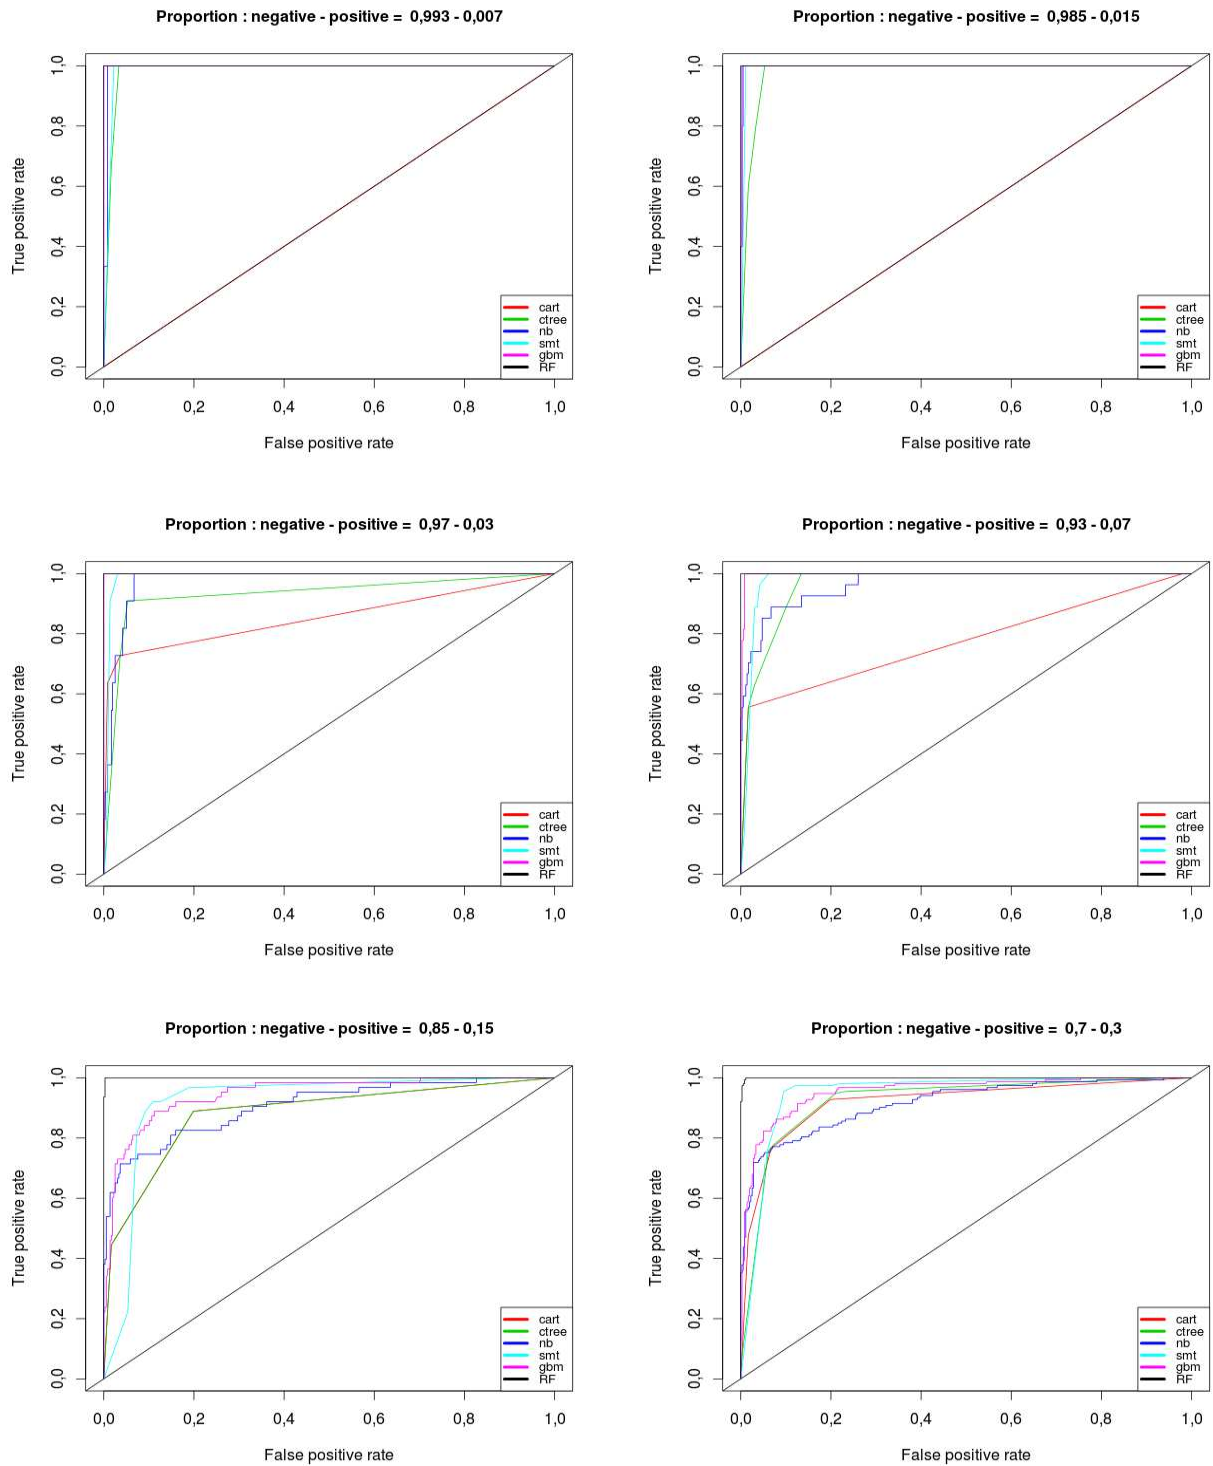 Proportion : negative - positive = 0,993 - 0,007
True positive rate
0,0 0,2 0,4 0,6 0,8 1,0
cart
ctree
nb
smt
gbm
RF
0,0 0,2 0,4 0,6 0,8 1,0
False positive rate
Proportion : negative - positive = 0,985 - 0,015
True positive rate
0,0 0,2 0,4 0,6 0,8 1,0
cart
ctree
nb
smt
gbm
RF
0,0 0,2 0,4 0,6 0,8 1,0
False positive rate
Proportion : negative - positive = 0,97 - 0,03
True positive rate
0,0 0,2 0,4 0,6 0,8 1,0
cart
ctree
nb
smt
gbm
RF
0,0 0,2 0,4 0,6 0,8 1,0
False positive rate
Proportion : negative - positive = 0,93 - 0,07
True positive rate
0,0 0,2 0,4 0,6 0,8 1,0
cart
ctree
nb
smt
gbm
RF
0,0 0,2 0,4 0,6 0,8 1,0
False positive rate
Proportion : negative - positive = 0,85 - 0,15
True positive rate
0,0 0,2 0,4 0,6 0,8 1,0
cart
ctree
nb
smt
gbm
RF
0,0 0,2 0,4 0,6 0,8 1,0
False positive rate
Proportion : negative - positive = 0,7 - 0,3
True positive rate
0,0 0,2 0,4 0,6 0,8 1,0
cart
ctree
nb
smt
gbm
RF
0,0 0,2 0,4 0,6 0,8 1,0
False positive rate